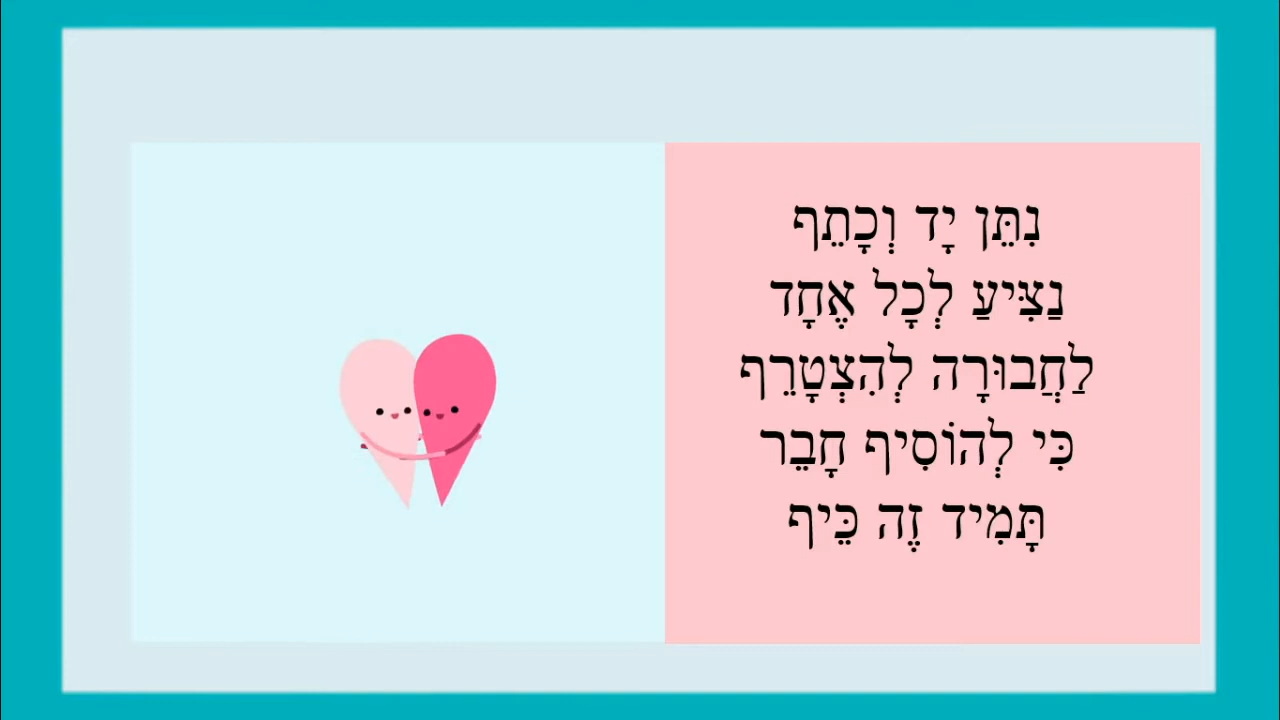 נִתֵּן יָד וְכָתֵף
נַצִּיעַ לְכָל אֶחָד
לַחֲבוּרָה לְהִצְטָרֵף
כִּי לְהוֹסִיף חָבֵר
תָּמִיד זֶה כֵּיף